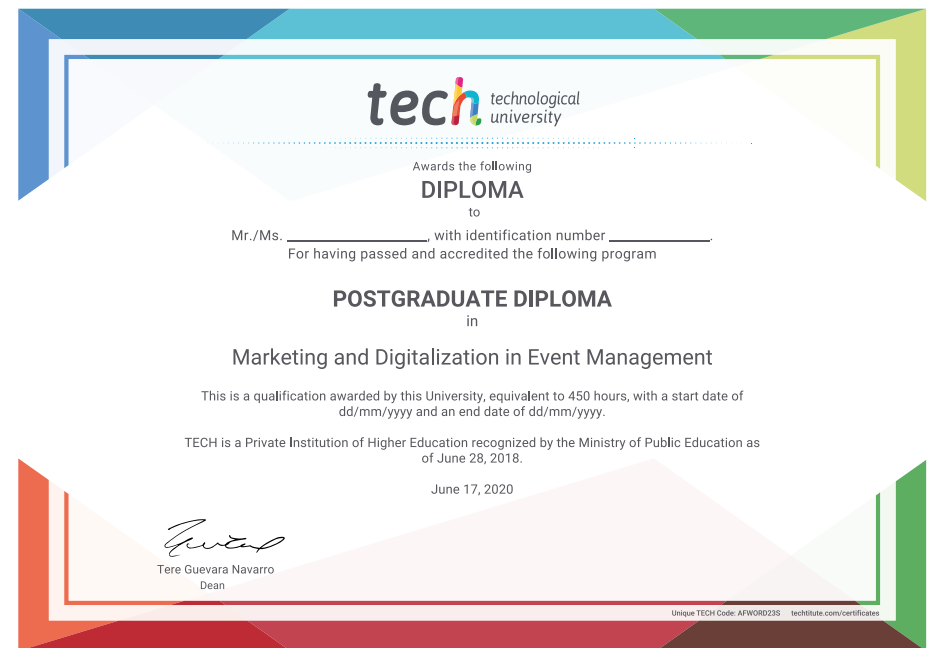 tech technological
university
Awards the following
DIPLOMA
to
Mr./Ms. ____________________, with identification number ______________.
For having passed and accredited the following program
POSTGRADUATE DIPLOMA
in
Marketing and Digitalization in Event Management
This is a qualification awarded by this University, equivalent to 450 hours, with a start date of
dd/mm/yyyy and an end date of dd/mm/yyyy.
TECH is a Private Institution of Higher Education recognized by the Ministry of Public Education as
of June 28, 2018.
June 17, 2020
Tere Guevara Navarro
Dean
Unique TECH Code: AFWORD23S techtitute.com/certificates